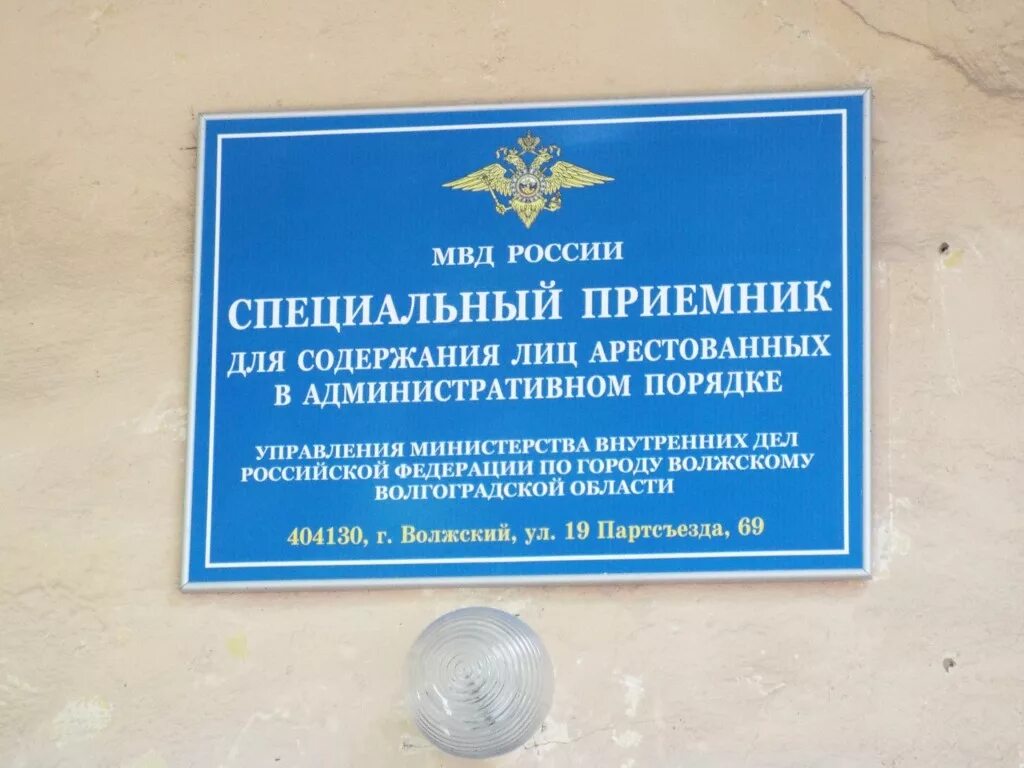 МВД РОССИИ
СПЕЦИАЛЬНЫЙ ПРИЕМНИК
ДЛЯ СОДЕРЖАНИЯ ЛИЦ АРЕСТОВАННЫХ
В АДМИНИСТРАТИВНОМ ПОРЯДКЕ
УПРАВЛЕНИЯ МИНИСТЕРСТВА ВНУТРЕННИХ ДЕЛ
РОССИЙСКОЙ ФЕДЕРАЦИИ ПО ГОРОДУ ВОЛЖСКОМУ
ВОЛГОГРАДСКОЙ ОБЛАСТИ
404130, г. Волжский, ул. 19 Партсъезда, 69